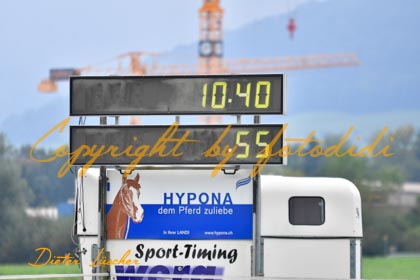 10.40
55
Copyright by fotodidi
HYPONA
dem Pferd zuliebe
In Ihrer LANDI www.hypona.ch
Dieter Lüscher
Sport-Timing